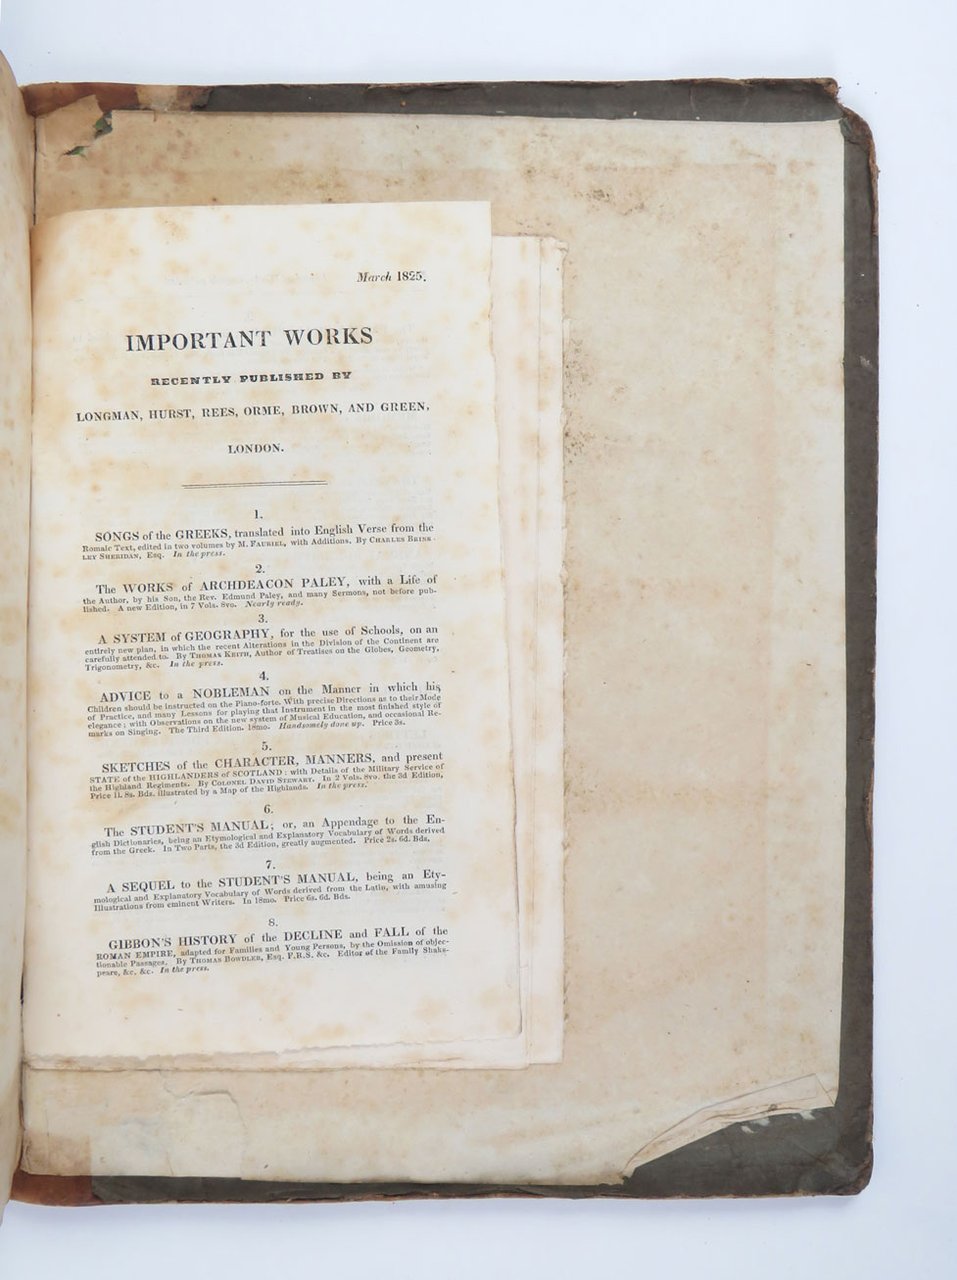 March 1825.
IMPORTANT WORKS
RECENTLY PUBLISHED BY
LONGMAN, HURST, REES, ORME, BROWN, AND GREEN,
LONDON.
1.
SONGS of the GREEKS, translated into English Verse from the
Romaic Text, edited in two volumes by M. FAURIEL, with Additions. By CHARLES BRINS-
LEY SHERIDAN, Esq. In the press.
2.
The WORKS of ARCHDEACON PALEY, with a Life of
the Author, by his Son, the Rev. Edmund Paley, and many Sermons, not before pub-
lished. A new Edition, in 7 Vols. 8vo. Nearly ready.
3.
A SYSTEM of GEOGRAPHY, for the use of Schools, on an
entirely new plan, in which the recent Alterations in the Division of the Continent are
carefully attended to. By THOMAS KEITH, Author of Treatises on the Globes, Geometry,
Trigonometry, &c. In the press.
4.
ADVICE to a NOBLEMAN on the Manner in which his
Children should be instructed on the Piano-forte. With precise Directions as to their Mode
of Practice, and many Lessons for playing that Instrument in the most finished style of
elegance; with Observations on the new system of Musical Education, and occasional Re-
marks on Singing. The Third Edition. 18mo. Handsomely done up. Price 3s.
5.
SKETCHES of the CHARACTER, MANNERS, and present
STATE of the HIGHLANDERS of SCOTLAND: with Details of the Military Service of
the Highland Regiments. By COLONEL DAVID STEWART. In 2 Vols. 8vo. the 3d Edition,
Price 1l. 8s. Bds. illustrated by a Map of the Highlands. In the press.
6.
The STUDENT'S MANUAL; or, an Appendage to the En-
glish Dictionaries, being an Etymological and Explanatory Vocabulary of Words derived
from the Greek. In Two Parts, the 3d Edition, greatly augmented. Price 2s. 6d. Bds.
7.
A SEQUEL to the STUDENT'S MANUAL, being an Ety-
mological and Explanatory Vocabulary of Words derived from the Latin, with amusing
Illustrations from eminent Writers. In 18mo. Price 6s. 6d. Bds.
8.
GIBBON'S HISTORY of the DECLINE and FALL of the
ROMAN EMPIRE, adapted for Families and Young Persons, by the Omission of objec-
tionable Passages. By THOMAS BOWDLER, Esq. F.R.S. &c. Editor of the Family Shaks-
peare, &c. &c. In the press.